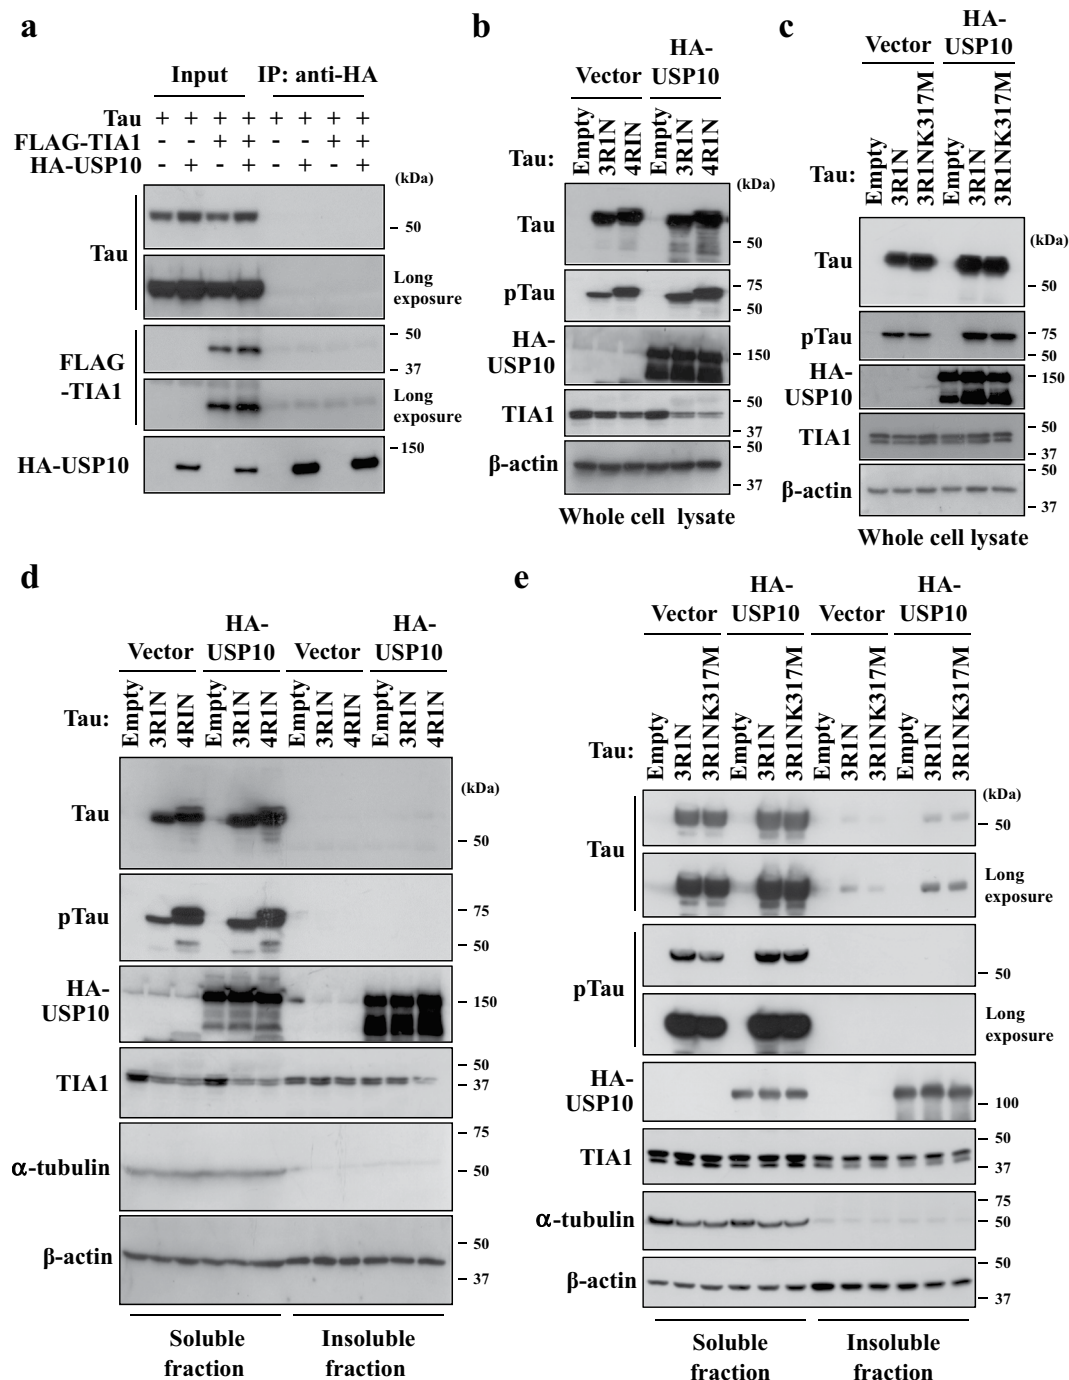 a
Input IP: anti-HA
Tau + + + + + + + +
FLAG-TIA1 - - + + - - + +
HA-USP10 - + - + - + - +
(kDa)
Tau
50
Long
exposure
FLAG
-TIA1
50
37
Long
exposure
HA-USP10
150
b
Vector HA-
USP10
Tau: Empty 3R1N 4RIN Empty 3R1N 4RIN
(kDa)
Tau
50
pTau
75
50
HA-
USP10
150
TIA1
50
37
β-actin
50
37
Whole cell lysate
c
Vector HA-
USP10
Tau: Empty 3R1N 3R1NK317M Empty 3R1N 3R1NK317M
(kDa)
Tau
50
pTau
75
50
HA-
USP10
150
TIA1
50
37
β-actin
50
37
Whole cell lysate
d
Vector HA-
USP10 Vector HA-
USP10
Tau: Empty 3R1N 4RIN Empty 3R1N 4R1N Empty 3R1N 4RIN Empty 3R1N 4R1N
(kDa)
Tau
50
pTau
75
50
HA-
USP10
150
TIA1
50
37
α-tubulin
75
50
β-actin
50
37
Soluble
fraction
Insoluble
fraction
e
Vector HA-
USP10 Vector HA-
USP10
Tau: Empty 3R1N 3R1NK317M Empty 3R1N 3R1NK317M Empty 3R1N 3R1NK317M Empty 3R1N 3R1NK317M
(kDa)
Tau
50
Long
exposure
pTau
50
Long
exposure
HA-
USP10
100
TIA1
50
37
α-tubulin
75
50
β-actin
50
37
Soluble
fraction
Insoluble
fraction